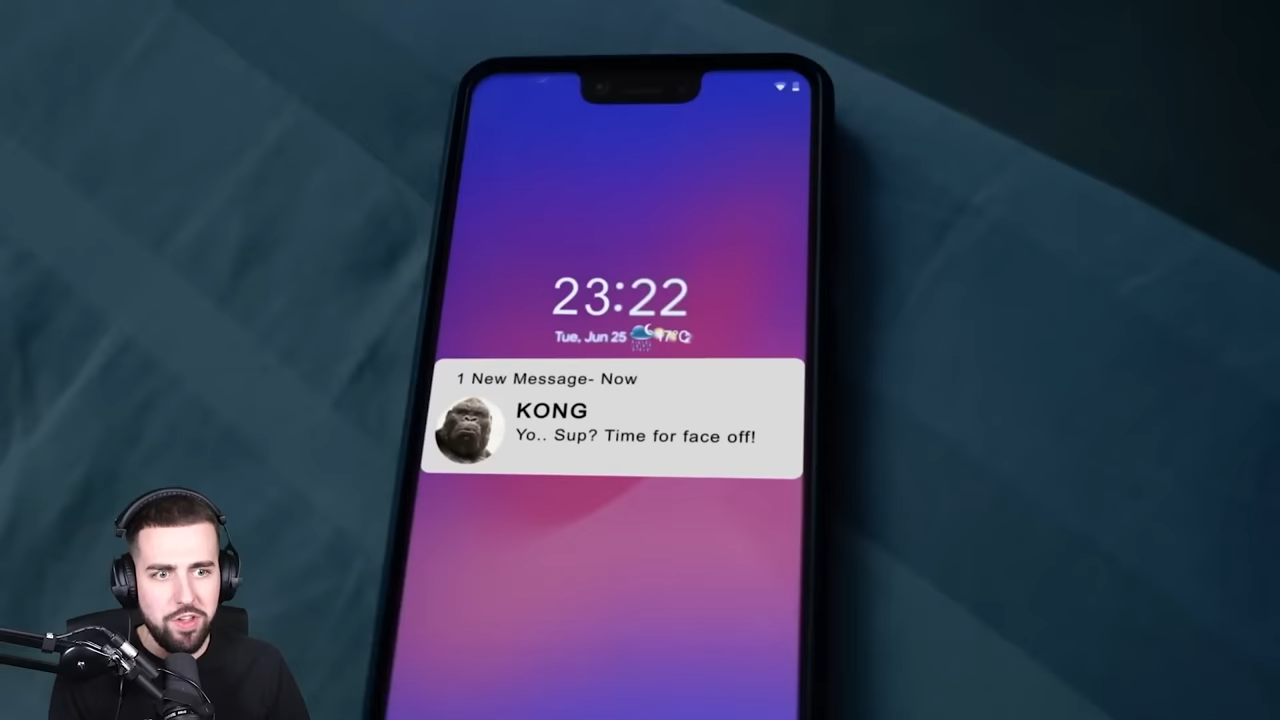 23:22
Tue, Jun 25
1 New Message- Now
KONG
Yo.. Sup? Time for face off!